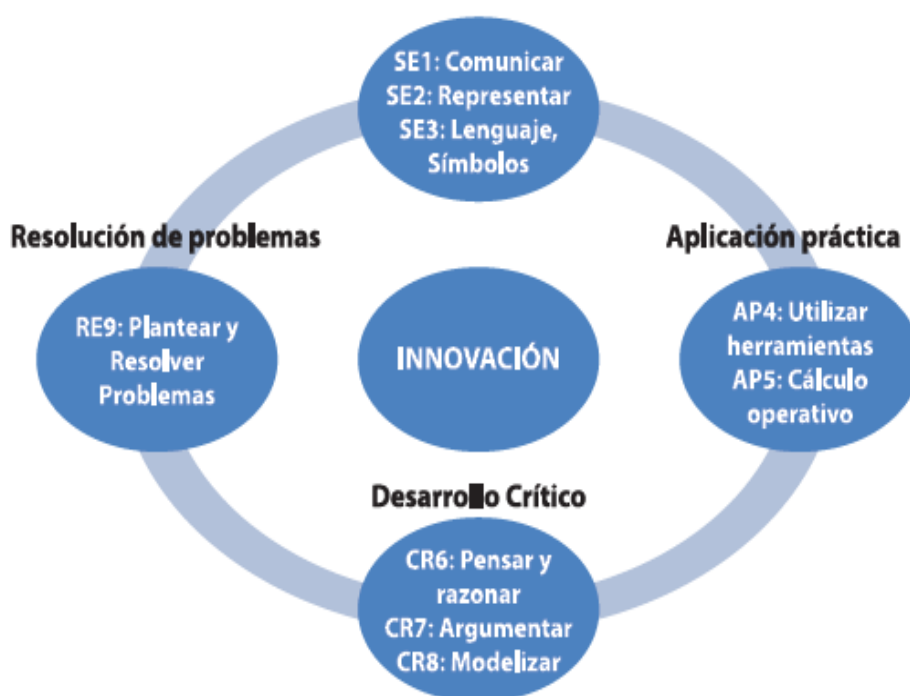 SE1: Comunicar
SE2: Representar
SE3: Lenguaje,
Símbolos
Resolución de problemas
Aplicación práctica
RE9: Plantear y
Resolver
Problemas
INNOVACIÓN
AP4: Utilizar
herramientas
AP5: Cálculo
operativo
Desarrollo Crítico
CR6: Pensar y
razonar
CR7: Argumentar
CR8: Modelizar